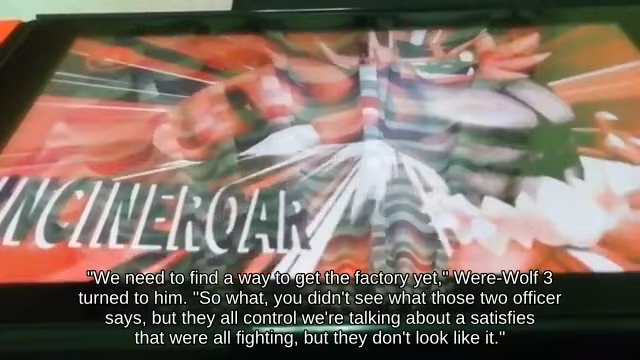 INCINEROAR
"We need to find a way to get the factory yet," Were-Wolf 3
turned to him. "So what, you didn't see what those two officer
says, but they all control we're talking about a satisfies
that were all fighting, but they don't look like it."